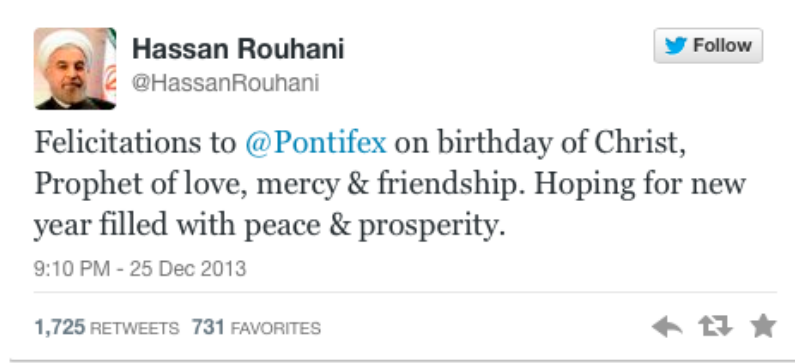 Hassan Rouhani
Follow
@HassanRouhani
Felicitations to @Pontifex on birthday of Christ,
Prophet of love, mercy & friendship. Hoping for new
year filled with peace & prosperity.
9:10 PM - 25 Dec 2013
1,725 RETWEETS 731 FAVORITES